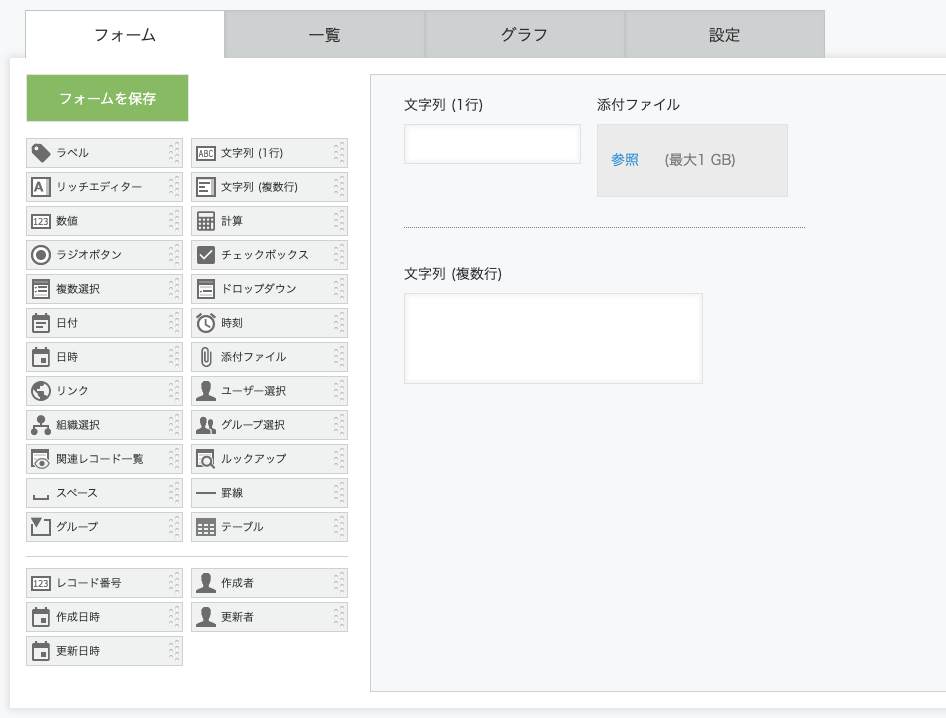 フォーム
一覧
グラフ
設定
フォームを保存
ラベル
ABC 文字列 (1行)
A リッチエディター
文字列 (複数行)
123 数値
計算
ラジオボタン
チェックボックス
複数選択
ドロップダウン
日付
時刻
日時
添付ファイル
リンク
ユーザー選択
組織選択
グループ選択
関連レコード一覧
ルックアップ
スペース
罫線
グループ
テーブル
123 レコード番号
作成者
作成日時
更新者
更新日時
文字列 (1行)
添付ファイル
参照 (最大1 GB)
文字列 (複数行)